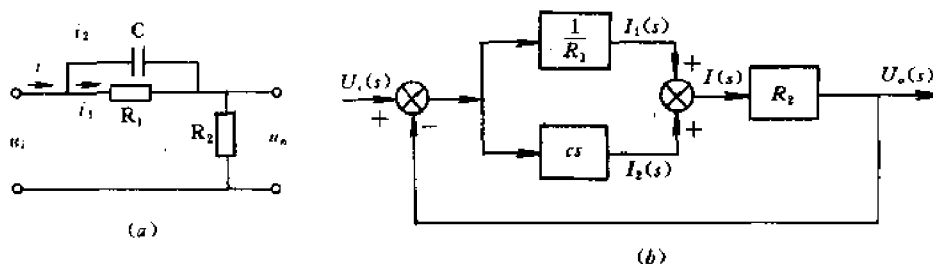 i₂ C
i
i₁ R₁
R₂
uᵢ
uₒ
(a)
Uᵢ(s)
+
−
1/R₁
I₁(s)
+
cs
I₂(s)
+
I(s)
R₂
Uₒ(s)
(b)